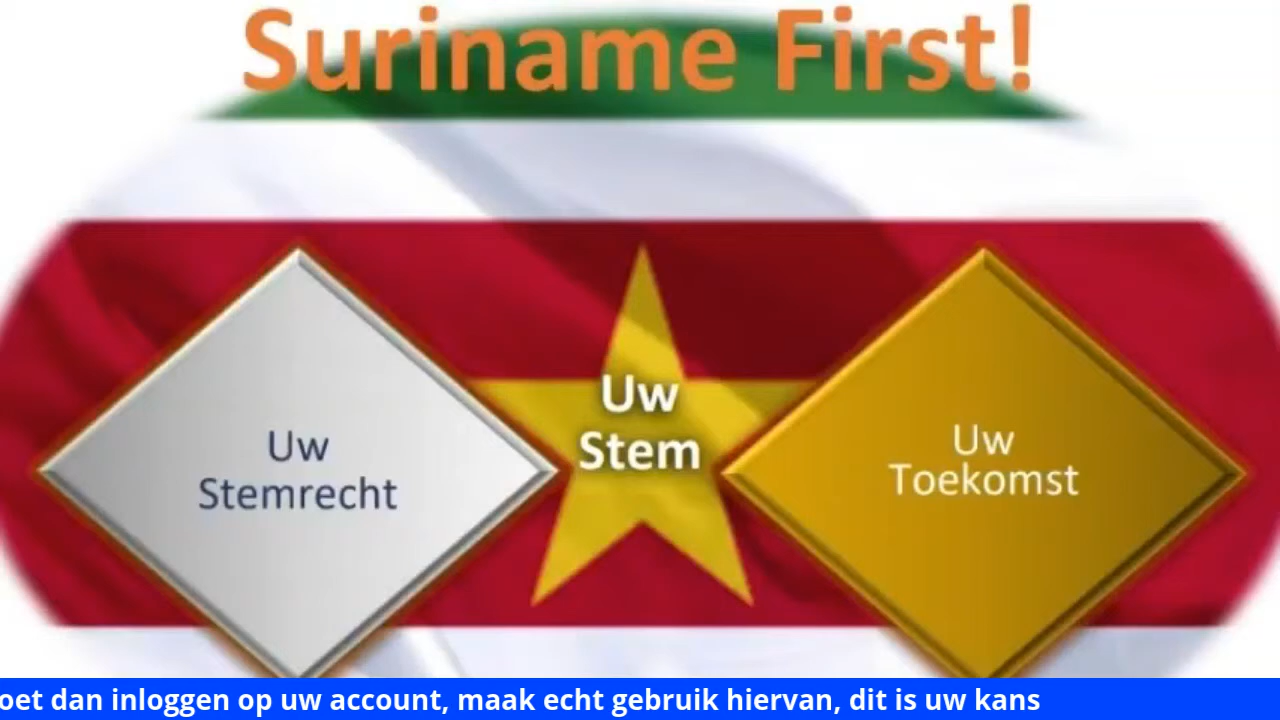 Suriname First!
Uw
Stemrecht
Uw
Stem
Uw
Toekomst
dan inloggen op uw account, maak echt gebruik hiervan, dit is uw kans